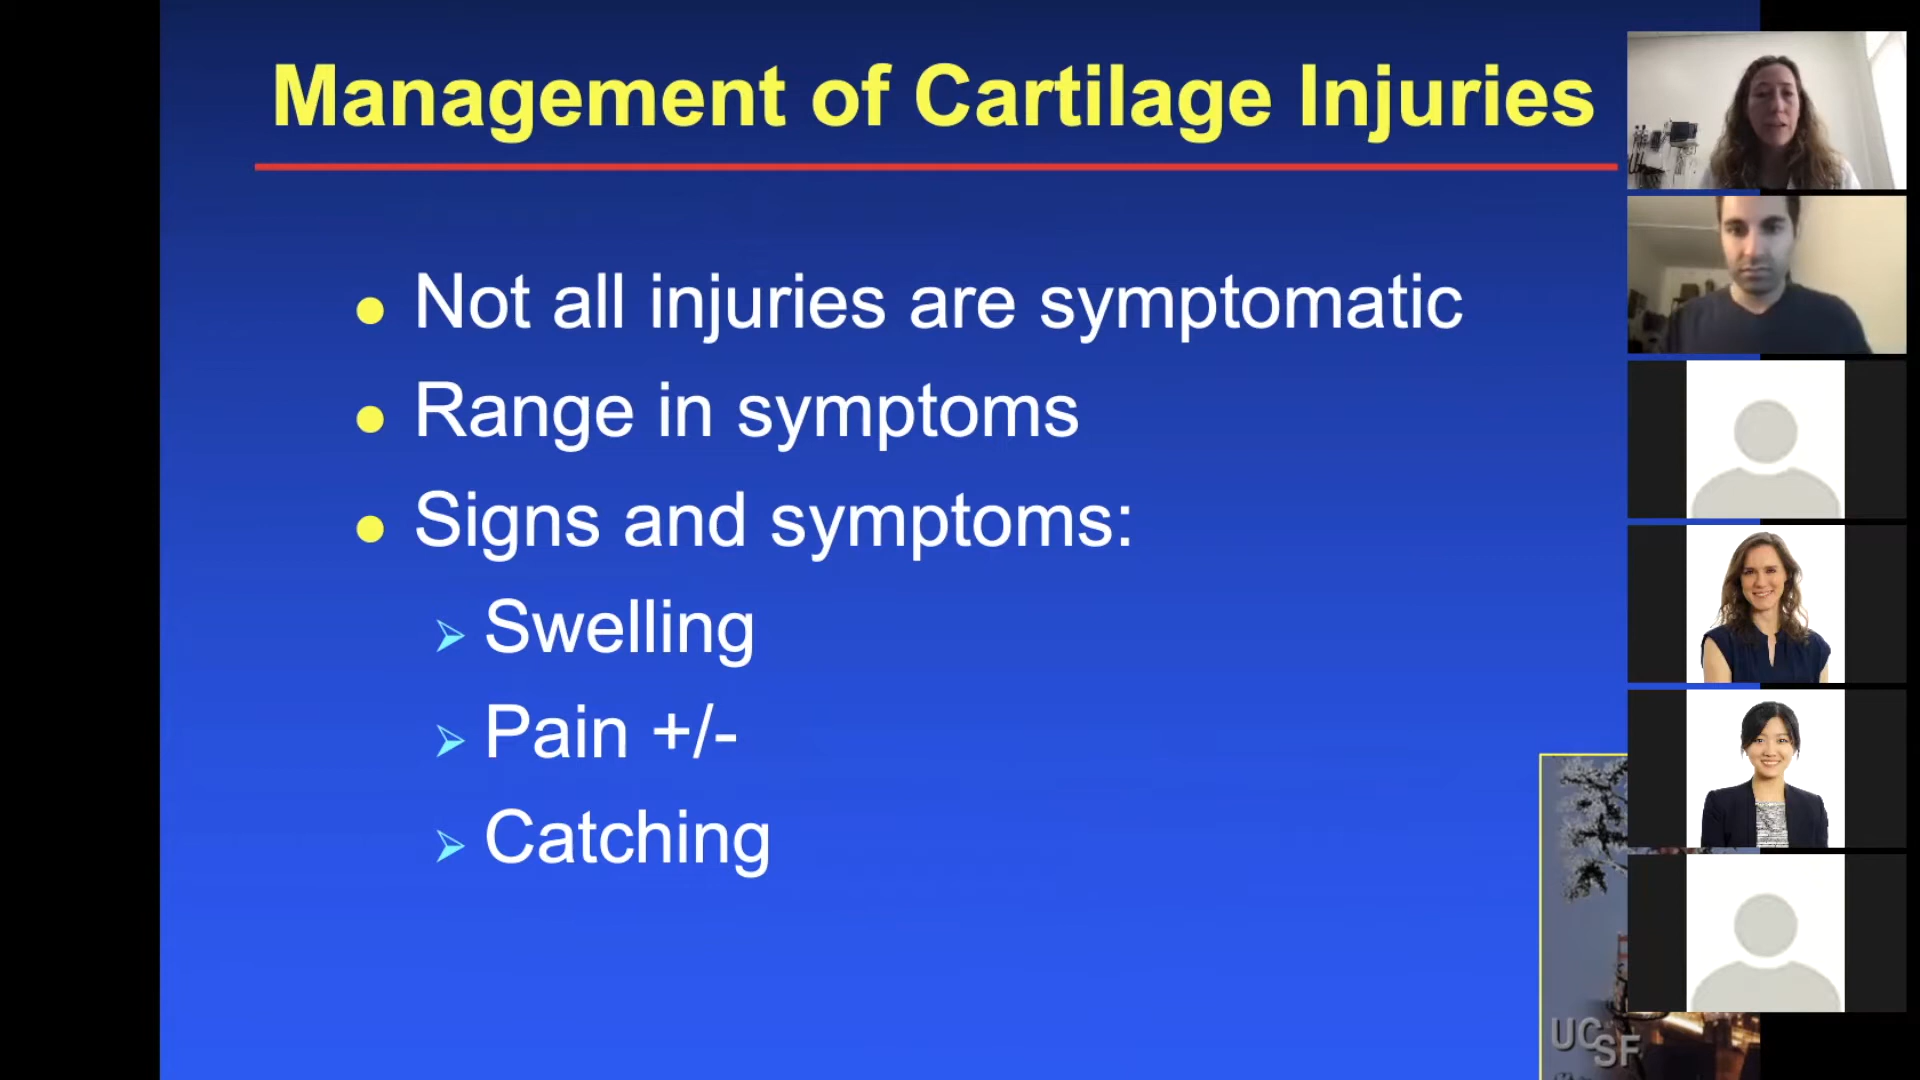 Management of Cartilage Injuries
Not all injuries are symptomatic
Range in symptoms
Signs and symptoms:
Swelling
Pain +/-
Catching
UCSF